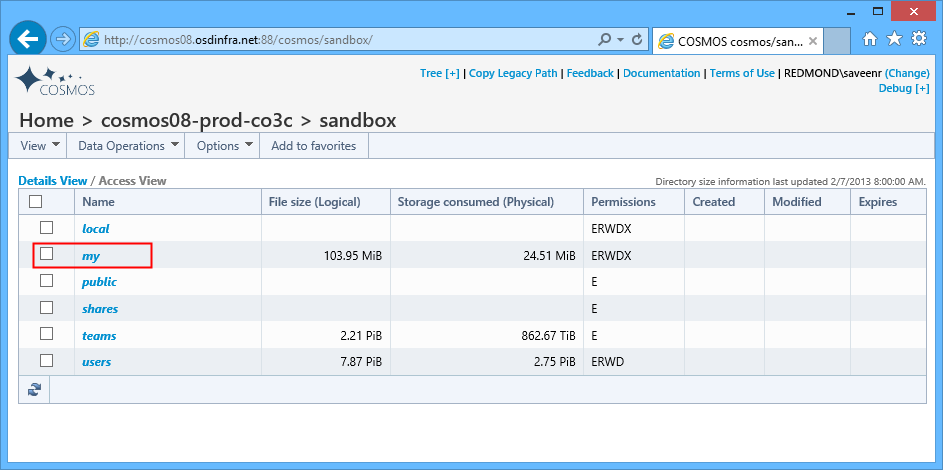 http://cosmos08.osdinfra.net:88/cosmos/sandbox/ COSMOS cosmos/san...
COSMOS
Tree [+] | Copy Legacy Path | Feedback | Documentation | Terms of Use | REDMOND\saveenr (Change)
Debug [+]
Home > cosmos08-prod-co3c > sandbox
View Data Operations Options Add to favorites
Details View / Access View Directory size information last updated 2/7/2013 8:00:00 AM.
Name File size (Logical) Storage consumed (Physical) Permissions Created Modified Expires
local ERWDX
my 103.95 MiB 24.51 MiB ERWDX
public E
shares E
teams 2.21 PiB 862.67 TiB E
users 7.87 PiB 2.75 PiB ERWD